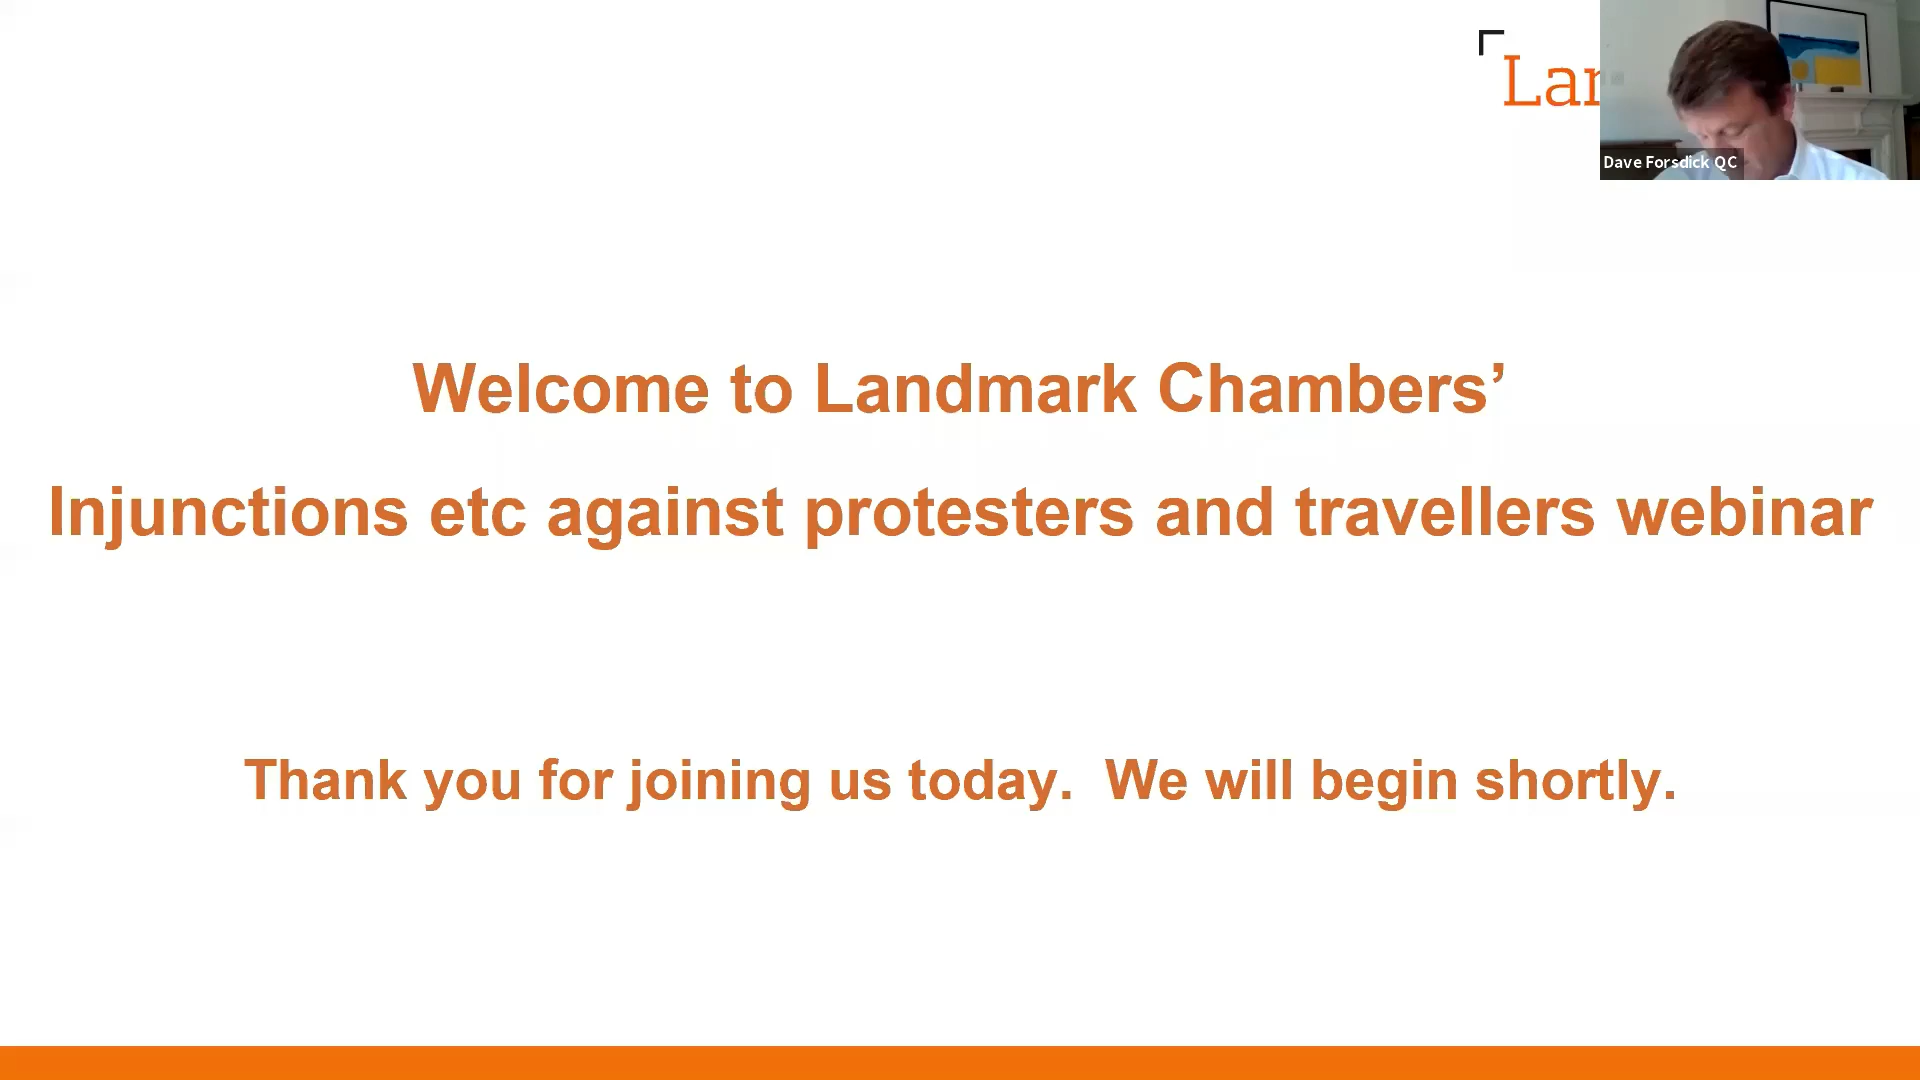 Lan
Dave Forsdick QC
Welcome to Landmark Chambers’
Injunctions etc against protesters and travellers webinar
Thank you for joining us today.  We will begin shortly.